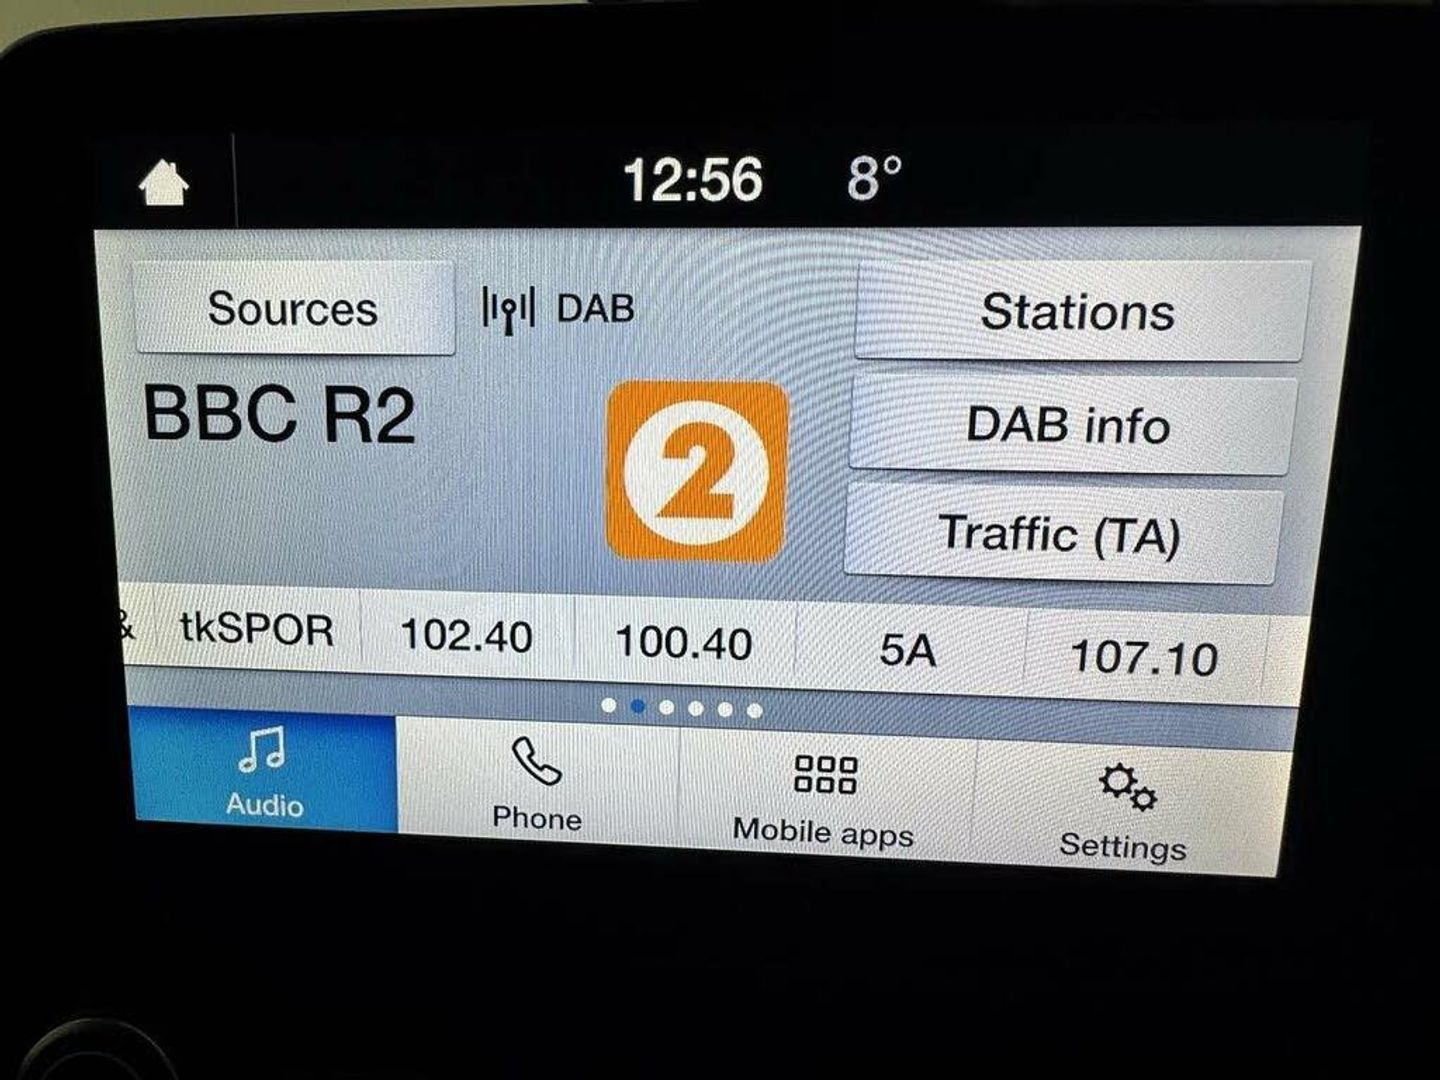 12:56 8°
Sources DAB Stations
BBC R2
2
DAB info
Traffic (TA)
& tkSPOR 102.40 100.40 5A 107.10
Audio Phone Mobile apps Settings